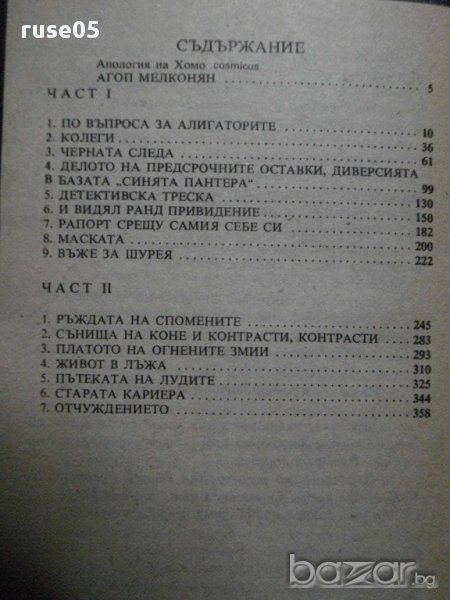 ruse05
СЪДЪРЖАНИЕ
Апология на Хомо cosmicus
АГОП МЕЛКОНЯН ........ 5
ЧАСТ I
1. ПО ВЪПРОСА ЗА АЛИГАТОРИТЕ ........ 10
2. КОЛЕГИ ........ 36
3. ЧЕРНАТА СЛЕДА ........ 61
4. ДЕЛОТО НА ПРЕДСРОЧНИТЕ ОСТАВКИ, ДИВЕРСИЯТА
В БАЗАТА „СИНЯТА ПАНТЕРА“ ........ 99
5. ДЕТЕКТИВСКА ТРЕСКА ........ 130
6. И ВИДЯЛ РАНД ПРИВИДЕНИЕ ........ 150
7. РАПОРТ СРЕЩУ САМИЯ СЕБЕ СИ ........ 182
8. МАСКАТА ........ 200
9. ВЪЖЕ ЗА ШУРЕЯ ........ 222
ЧАСТ II
1. РЪЖДАТА НА СПОМЕНИТЕ ........ 245
2. СЪНИЩА НА КОНЕ И КОНТРАСТИ, КОНТРАСТИ ........ 283
3. ПЛАТОТО НА ОГНЕНИТЕ ЗМИИ ........ 293
4. ЖИВОТ В ЛЪЖА ........ 310
5. ПЪТЕКАТА НА ЛУДИТЕ ........ 325
6. СТАРАТА КАРИЕРА ........ 344
7. ОТЧУЖДЕНИЕТО ........ 358
bazar.bg